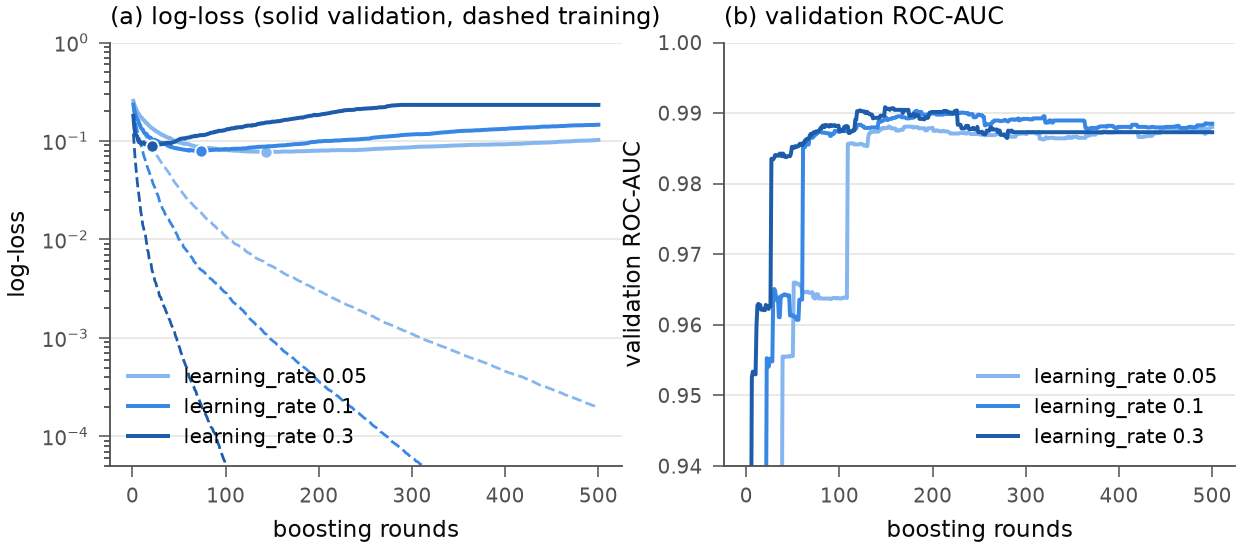 (a) log-loss (solid validation, dashed training)
log-loss
10⁰
10⁻¹
10⁻²
10⁻³
10⁻⁴
learning_rate 0.05
learning_rate 0.1
learning_rate 0.3
0 100 200 300 400 500
boosting rounds
(b) validation ROC-AUC
validation ROC-AUC
1.00
0.99
0.98
0.97
0.96
0.95
0.94
learning_rate 0.05
learning_rate 0.1
learning_rate 0.3
0 100 200 300 400 500
boosting rounds